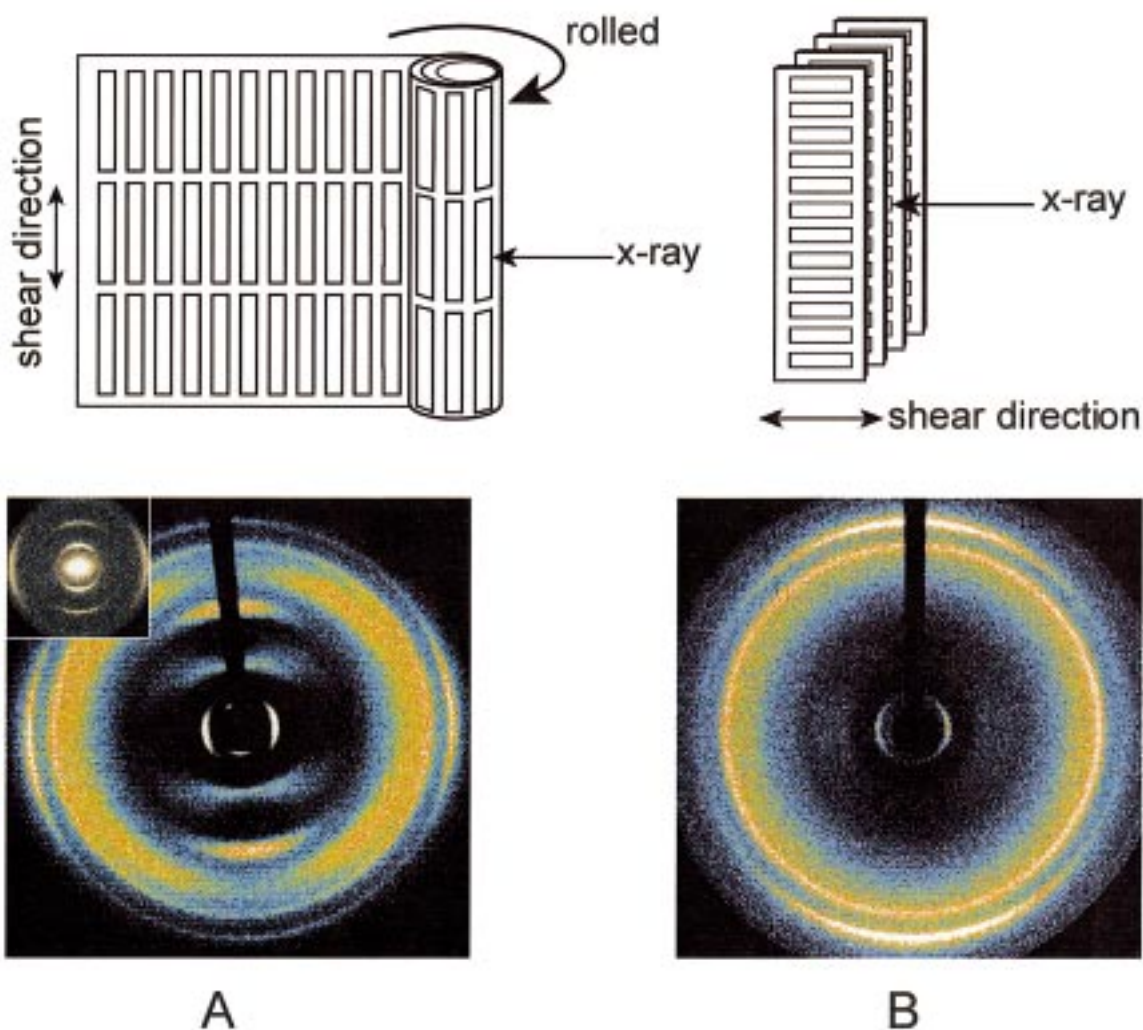 rolled
shear direction
x-ray
x-ray
shear direction
A
B